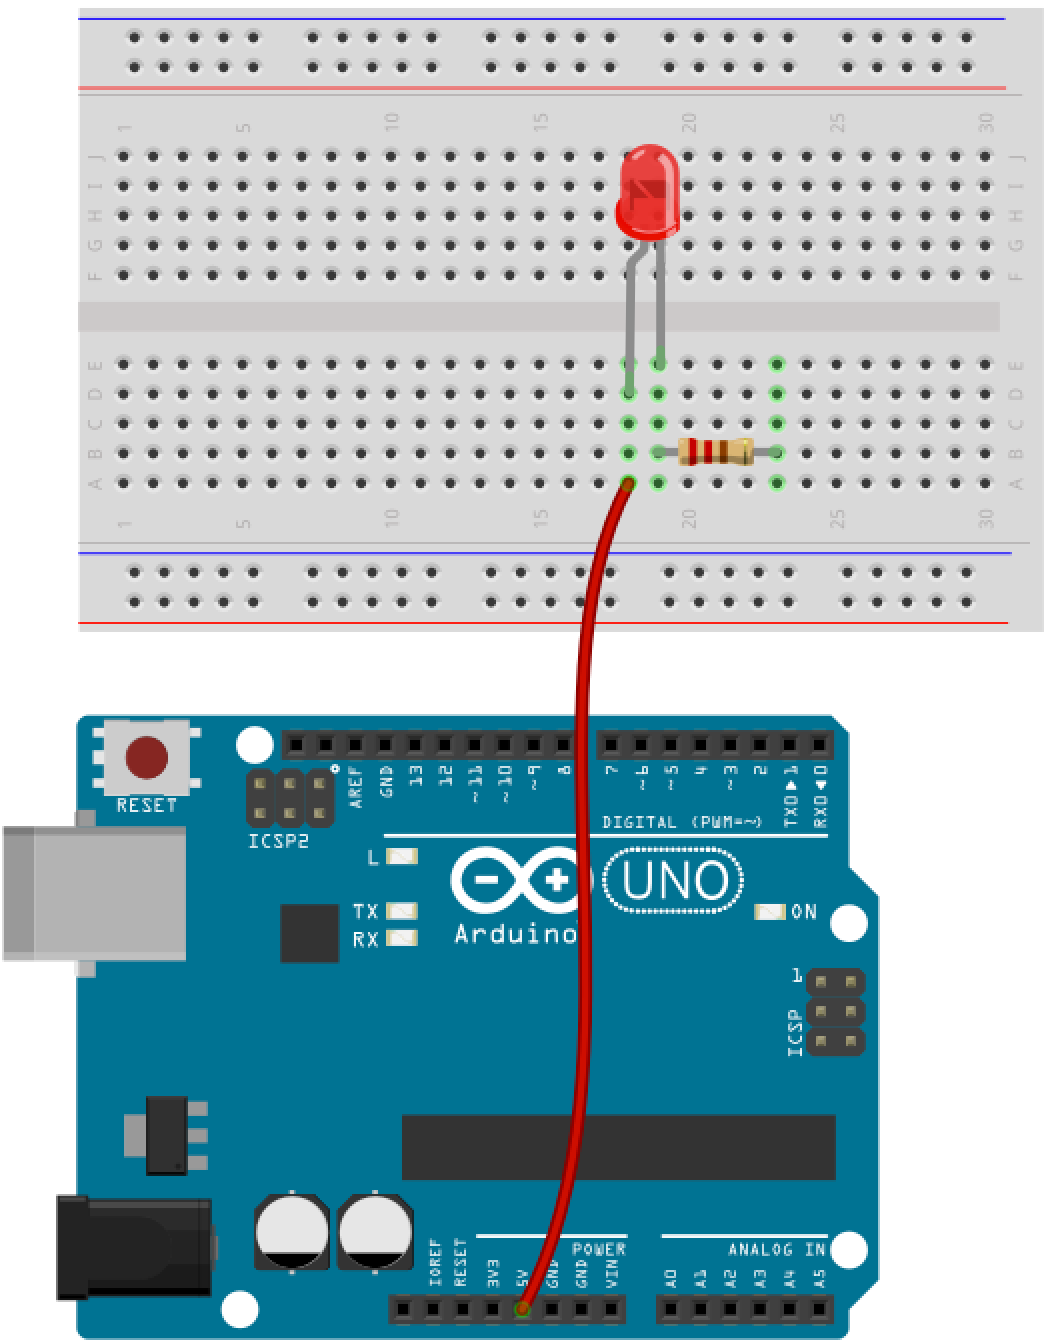 1 5 10 15 20 25 30
J J
I I
H H
G G
F F
E E
D D
C C
B B
A A
1 5 10 15 20 25 30
RESET
ICSP2
AREF
GND
13
12
~11
~10
~9
8
7
~6
~5
4
~3
2
TXD▶1
RXD◀0
DIGITAL (PWM=~)
L
TX
RX
UNO
Arduino
ON
1
ICSP
POWER
ANALOG IN
IOREF
RESET
3V3
5V
GND
GND
VIN
A0
A1
A2
A3
A4
A5